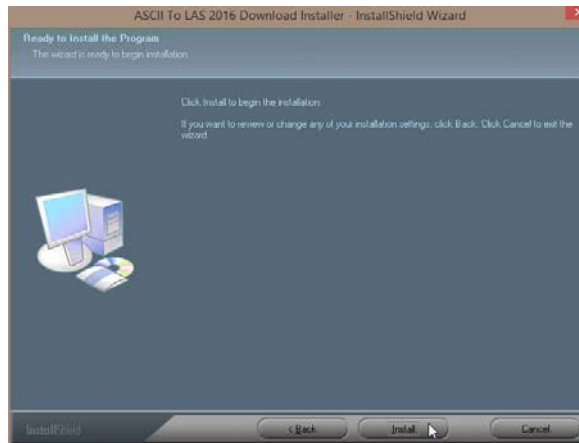 ASCII To LAS 2016 Download Installer - InstallShield Wizard
Ready to Install the Program
The wizard is ready to begin installation.
Click Install to begin the installation.
If you want to review or change any of your installation settings, click Back. Click Cancel to exit the
wizard.
InstallShield
< Back
Install
Cancel